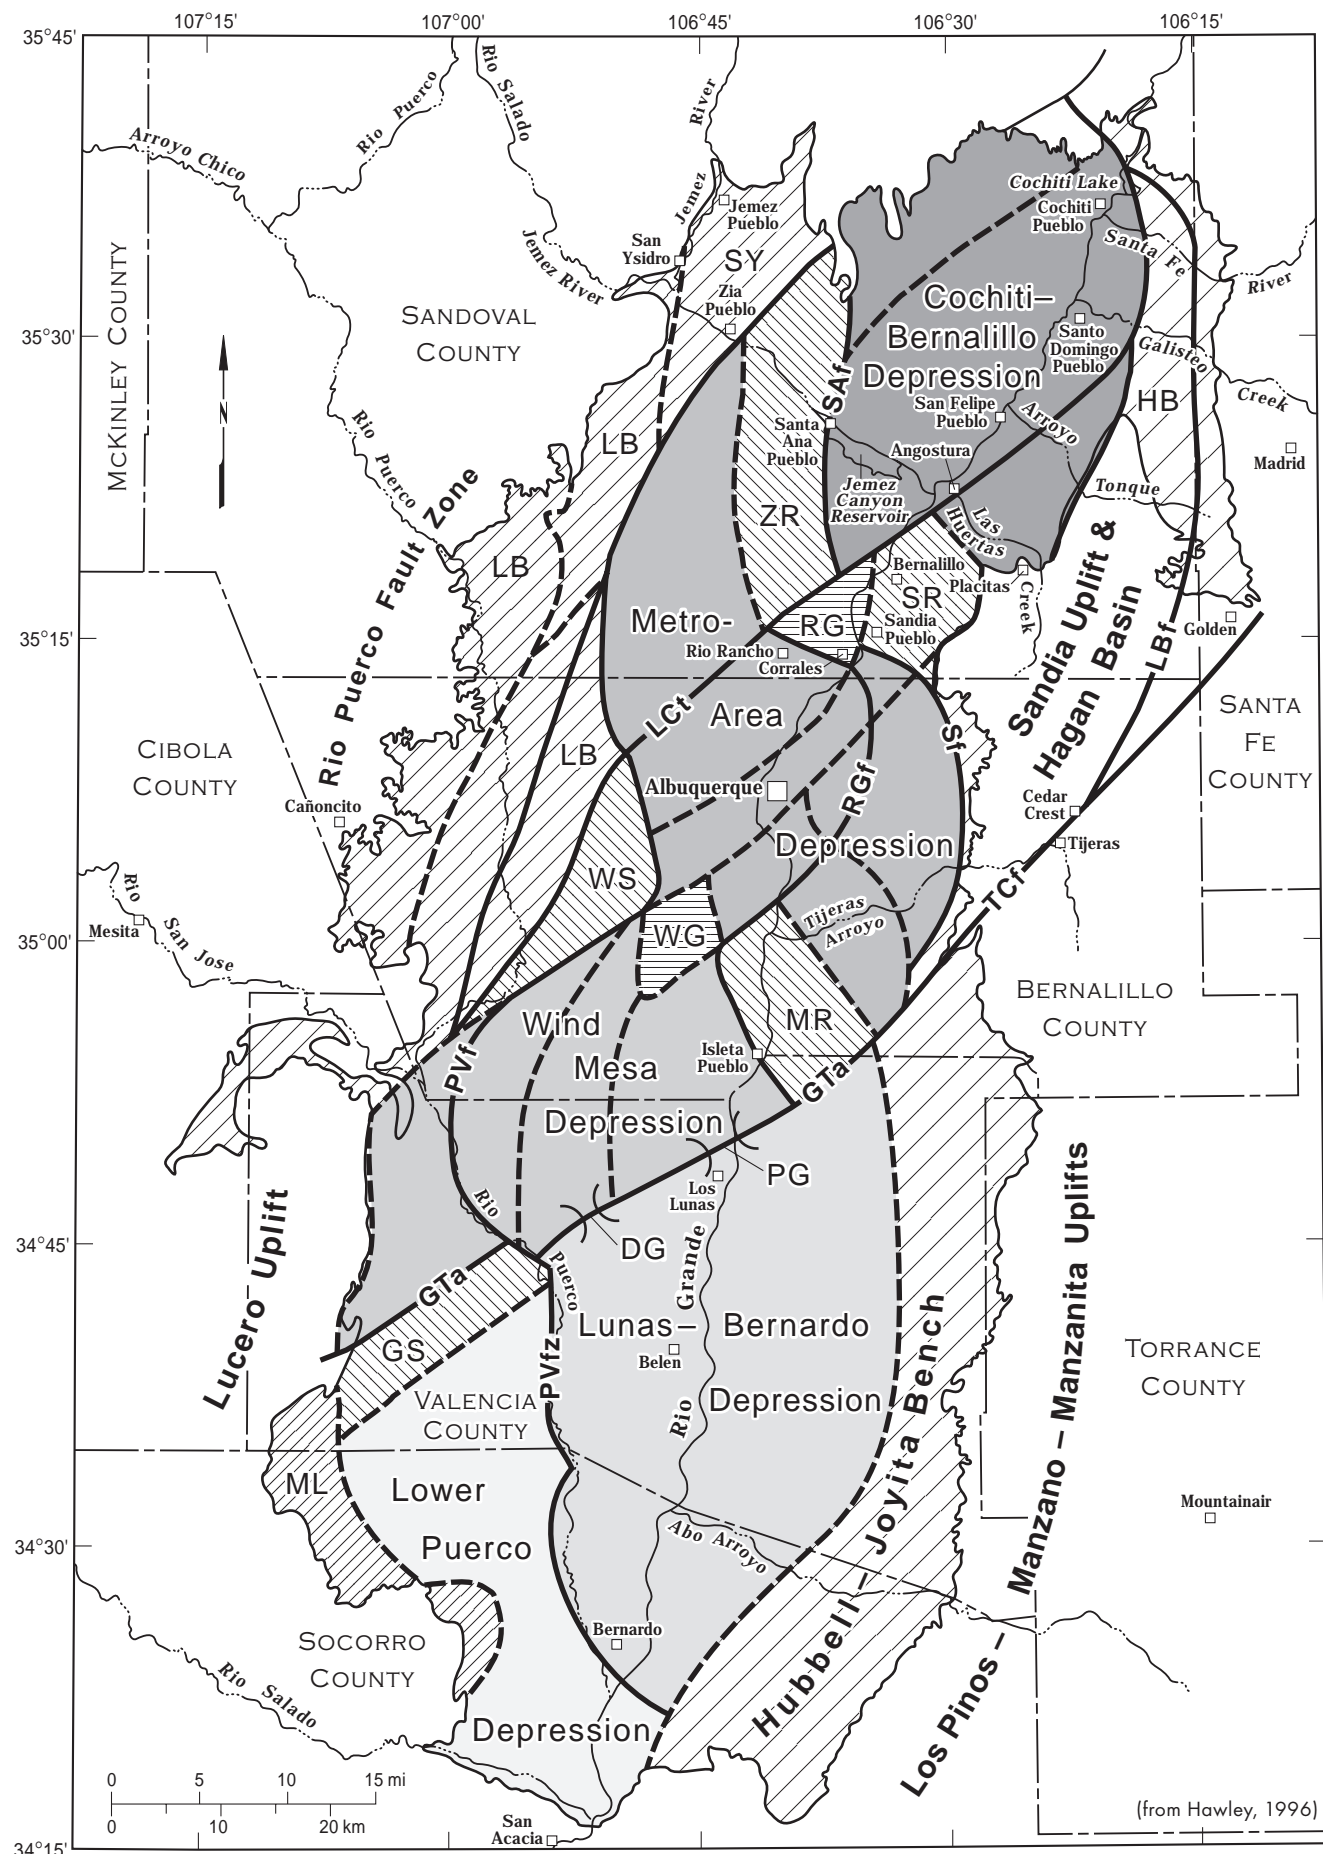 107°15'
107°00'
106°45'
106°30'
106°15'
35°45'
35°30'
35°15'
35°00'
34°45'
34°30'
34°15'
Arroyo Chico
Rio Puerco
Rio Salado
Jemez River
Jemez
River
Jemez
Pueblo
San
Ysidro
SY
Zia
Pueblo
Cochiti Lake
Cochiti
Pueblo
Santa Fe
River
McKINLEY COUNTY
SANDOVAL
COUNTY
Cochiti–
Bernalillo
Depression
Santo
Domingo
Pueblo
Galisteo
Creek
HB
SAf
San Felipe
Pueblo
Arroyo
Tonque
Madrid
N
Rio
Puerco
LB
Santa
Ana
Pueblo
Angostura
Jemez
Canyon
Reservoir
ZR
Las
Huertas
Creek
LB
Bernalillo
Placitas
SR
RG
Sandia
Pueblo
Golden
Rio Puerco Fault Zone
Metro-
Rio Rancho
Corrales
Sandia Uplift &
Hagan Basin
LBf
SANTA
FE
COUNTY
CIBOLA
COUNTY
LCt
Area
LB
Sf
Albuquerque
RGf
Cañoncito
Cedar
Crest
Tijeras
Depression
WS
TCf
Rio
San Jose
Mesita
Tijeras
Arroyo
WG
BERNALILLO
COUNTY
Wind
Mesa
Depression
MR
Isleta
Pueblo
PVf
GTa
PG
Los
Lunas
DG
Rio
Puerco
Lucero Uplift
GTa
GS
Rio
Grande
Lunas–
Bernardo
Depression
Belen
PVfz
VALENCIA
COUNTY
Hubbell–Joyita Bench
Los Pinos–Manzano–Manzanita Uplifts
TORRANCE
COUNTY
ML
Lower
Puerco
Depression
Abo Arroyo
Mountainair
Bernardo
SOCORRO
COUNTY
Rio Salado
San
Acacia
0 5 10 15 mi
0 10 20 km
(from Hawley, 1996)